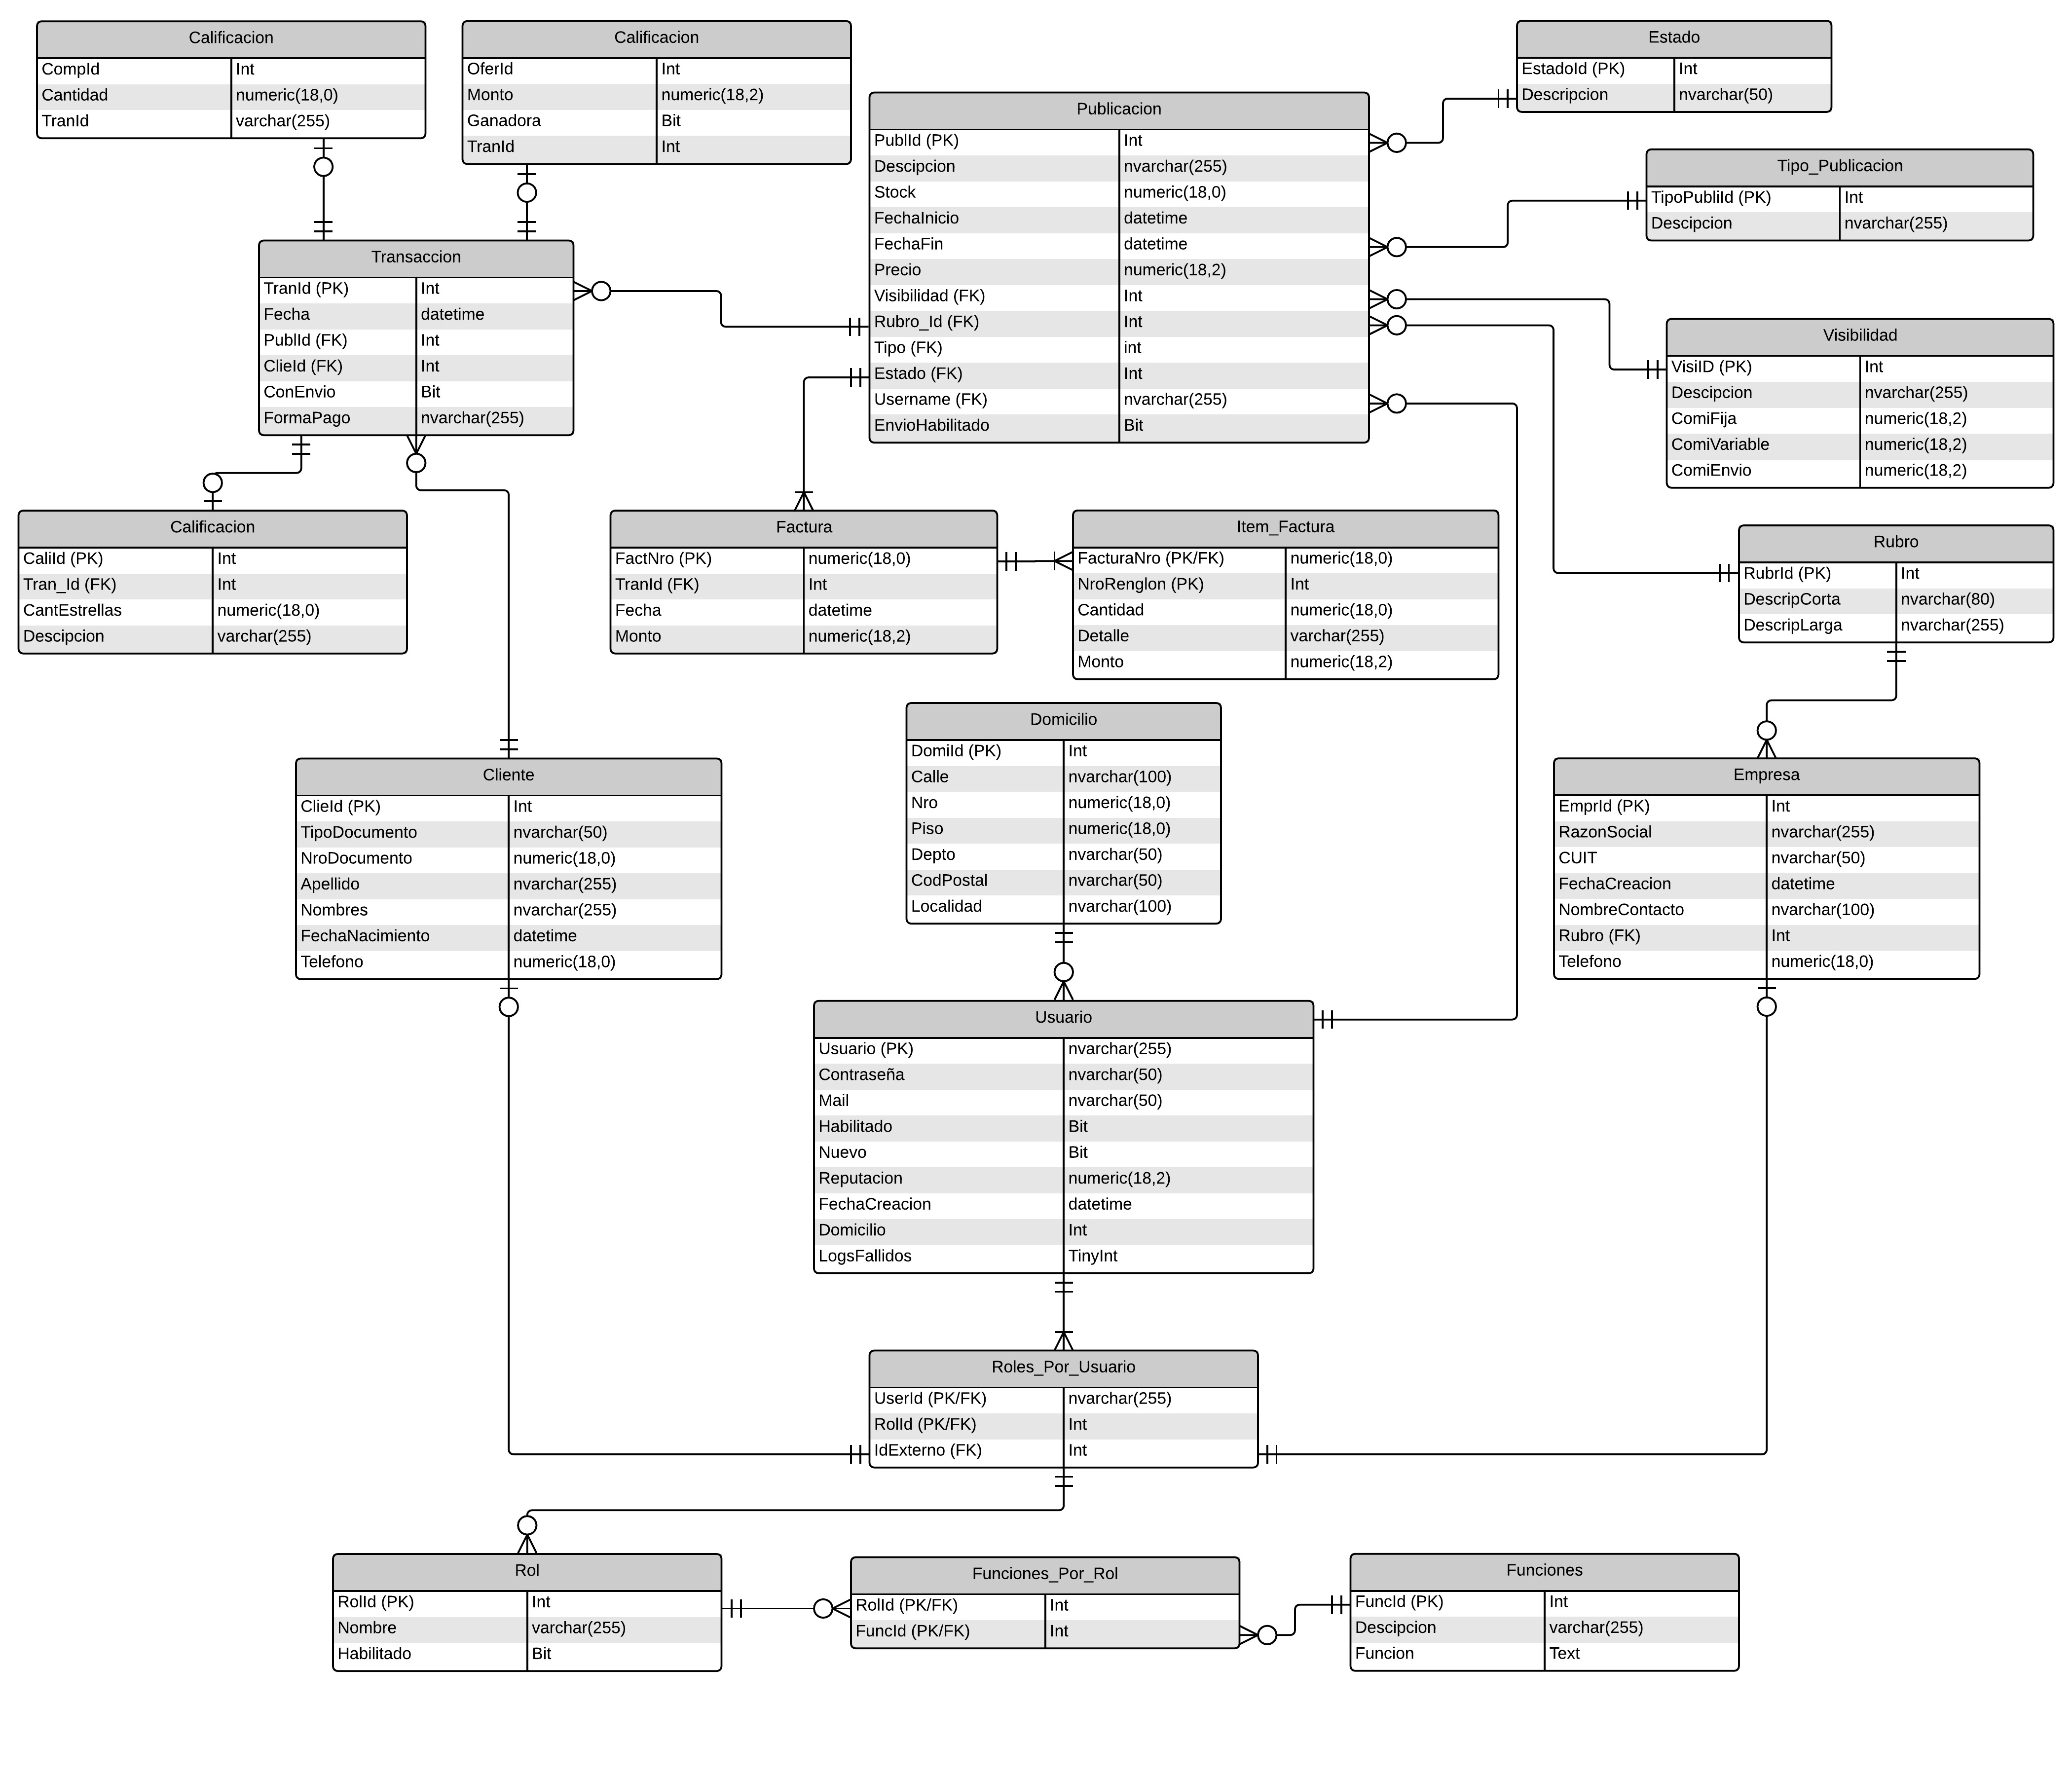 Calificacion
CompId Int
Cantidad numeric(18,0)
TranId varchar(255)
Calificacion
OferId Int
Monto numeric(18,2)
Ganadora Bit
TranId Int
Publicacion
PublId (PK) Int
Descipcion nvarchar(255)
Stock numeric(18,0)
FechaInicio datetime
FechaFin datetime
Precio numeric(18,2)
Visibilidad (FK) Int
Rubro_Id (FK) Int
Tipo (FK) int
Estado (FK) Int
Username (FK) nvarchar(255)
EnvioHabilitado Bit
Estado
EstadoId (PK) Int
Descripcion nvarchar(50)
Tipo_Publicacion
TipoPubliId (PK) Int
Descipcion nvarchar(255)
Transaccion
TranId (PK) Int
Fecha datetime
PublId (FK) Int
ClieId (FK) Int
ConEnvio Bit
FormaPago nvarchar(255)
Visibilidad
VisiID (PK) Int
Descipcion nvarchar(255)
ComiFija numeric(18,2)
ComiVariable numeric(18,2)
ComiEnvio numeric(18,2)
Calificacion
CaliId (PK) Int
Tran_Id (FK) Int
CantEstrellas numeric(18,0)
Descipcion varchar(255)
Factura
FactNro (PK) numeric(18,0)
TranId (FK) Int
Fecha datetime
Monto numeric(18,2)
Item_Factura
FacturaNro (PK/FK) numeric(18,0)
NroRenglon (PK) Int
Cantidad numeric(18,0)
Detalle varchar(255)
Monto numeric(18,2)
Rubro
RubrId (PK) Int
DescripCorta nvarchar(80)
DescripLarga nvarchar(255)
Cliente
ClieId (PK) Int
TipoDocumento nvarchar(50)
NroDocumento numeric(18,0)
Apellido nvarchar(255)
Nombres nvarchar(255)
FechaNacimiento datetime
Telefono numeric(18,0)
Domicilio
DomiId (PK) Int
Calle nvarchar(100)
Nro numeric(18,0)
Piso numeric(18,0)
Depto nvarchar(50)
CodPostal nvarchar(50)
Localidad nvarchar(100)
Empresa
EmprId (PK) Int
RazonSocial nvarchar(255)
CUIT nvarchar(50)
FechaCreacion datetime
NombreContacto nvarchar(100)
Rubro (FK) Int
Telefono numeric(18,0)
Usuario
Usuario (PK) nvarchar(255)
Contraseña nvarchar(50)
Mail nvarchar(50)
Habilitado Bit
Nuevo Bit
Reputacion numeric(18,2)
FechaCreacion datetime
Domicilio Int
LogsFallidos TinyInt
Roles_Por_Usuario
UserId (PK/FK) nvarchar(255)
RolId (PK/FK) Int
IdExterno (FK) Int
Rol
RolId (PK) Int
Nombre varchar(255)
Habilitado Bit
Funciones_Por_Rol
RolId (PK/FK) Int
FuncId (PK/FK) Int
Funciones
FuncId (PK) Int
Descipcion varchar(255)
Funcion Text